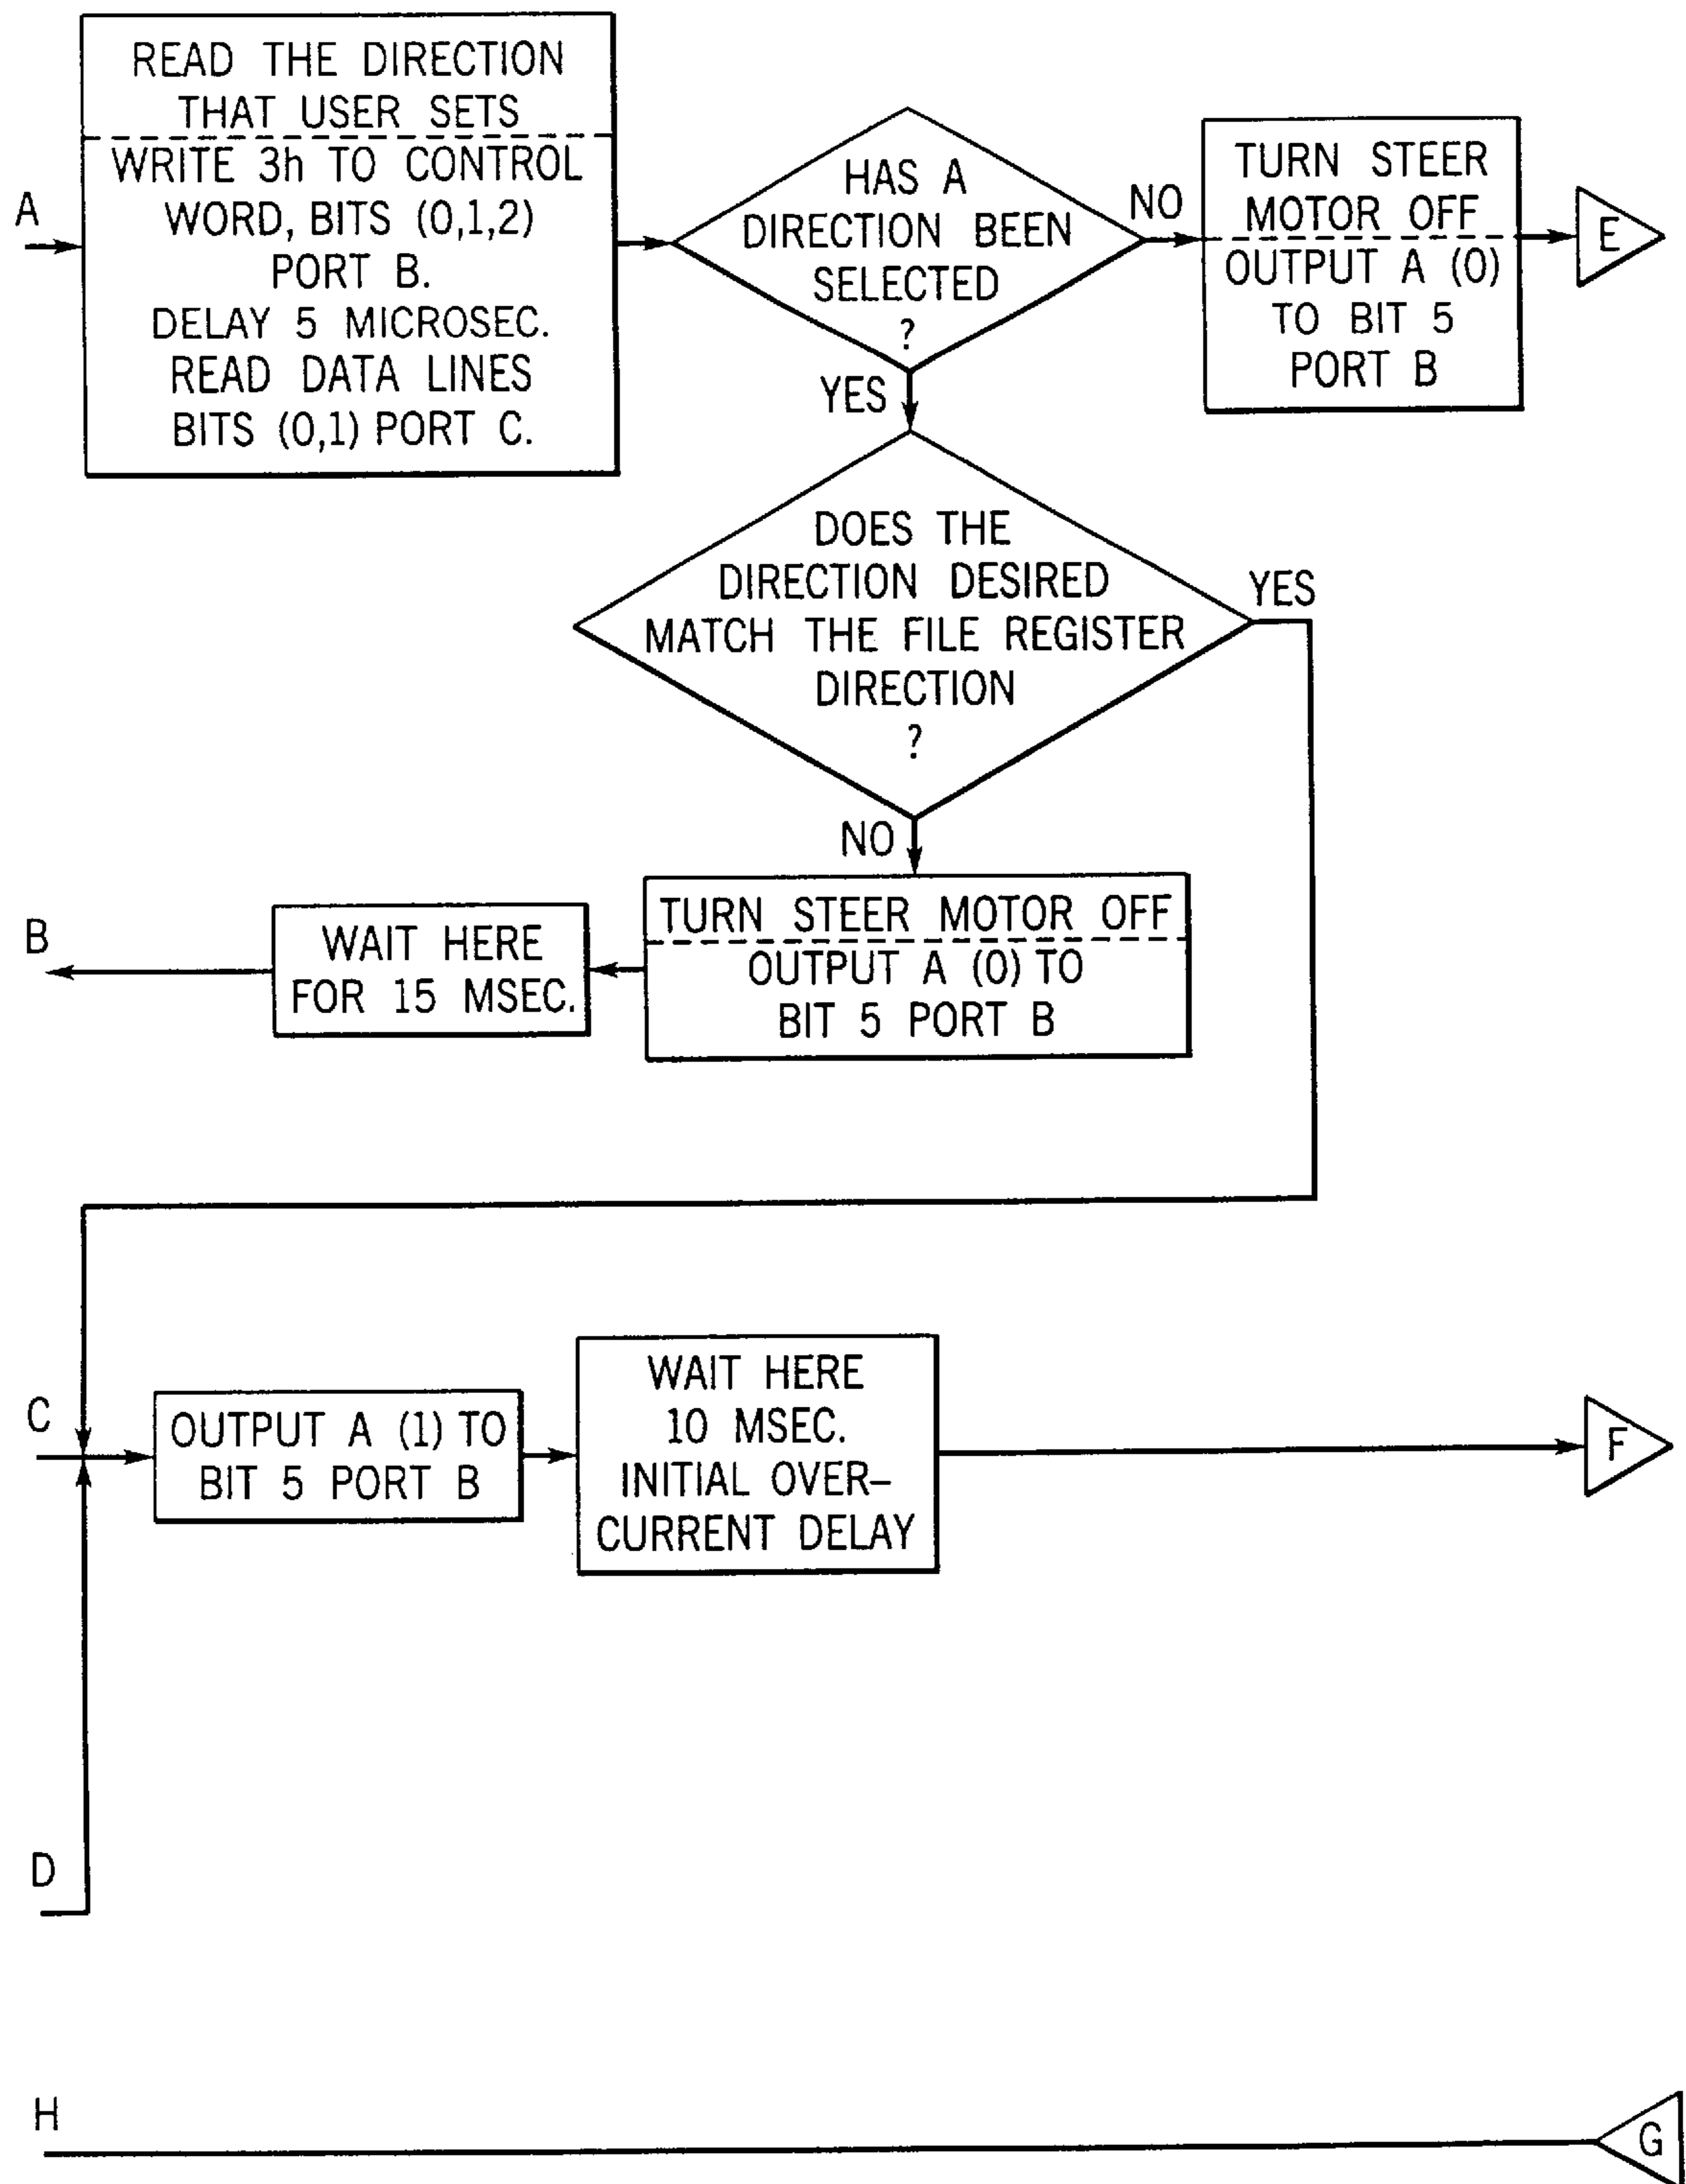 A
READ THE DIRECTION
THAT USER SETS
WRITE 3h TO CONTROL
WORD, BITS (0,1,2)
PORT B.
DELAY 5 MICROSEC.
READ DATA LINES
BITS (0,1) PORT C.
HAS A
DIRECTION BEEN
SELECTED
?
NO
YES
TURN STEER
MOTOR OFF
OUTPUT A (0)
TO BIT 5
PORT B
E
DOES THE
DIRECTION DESIRED
MATCH THE FILE REGISTER
DIRECTION
?
YES
NO
TURN STEER MOTOR OFF
OUTPUT A (0) TO
BIT 5 PORT B
WAIT HERE
FOR 15 MSEC.
B
C
OUTPUT A (1) TO
BIT 5 PORT B
WAIT HERE
10 MSEC.
INITIAL OVER–
CURRENT DELAY
F
D
H
G